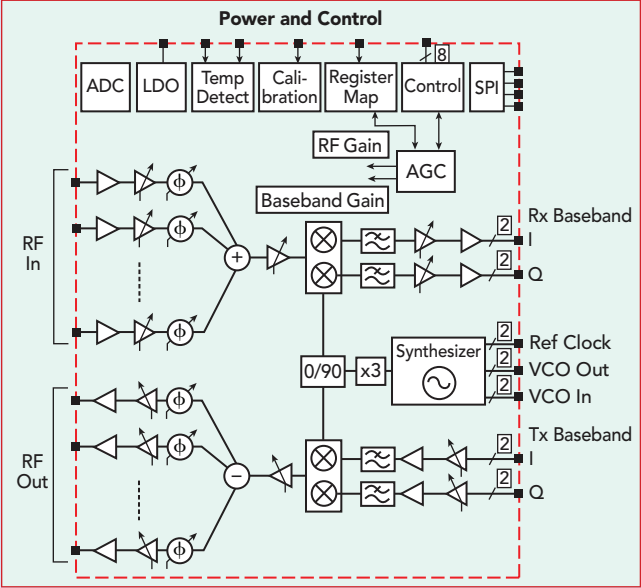 Power and Control
8
ADC
LDO
Temp
Detect
Cali-
bration
Register
Map
Control
SPI
RF Gain
AGC
Baseband Gain
RF
In
ϕ
ϕ
ϕ
+
Rx Baseband
2
I
2
Q
0/90
x3
Synthesizer
2
Ref Clock
2
VCO Out
2
VCO In
RF
Out
ϕ
ϕ
ϕ
−
Tx Baseband
2
I
2
Q